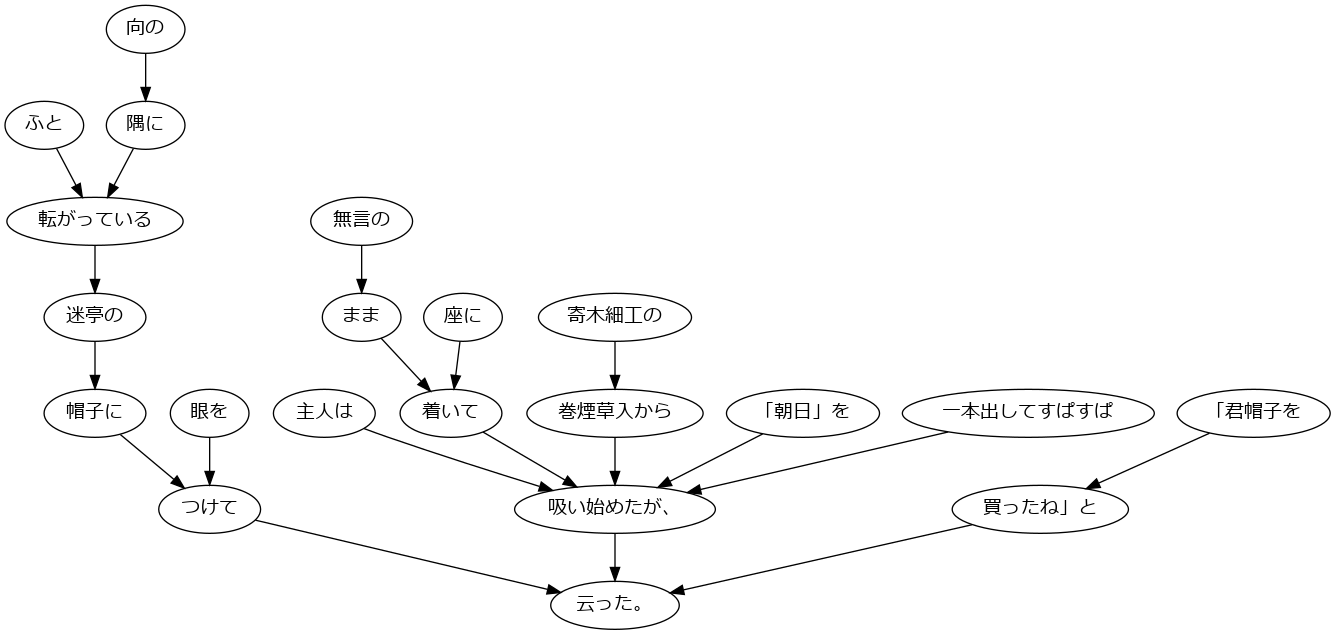 向の
ふと
隅に
転がっている
無言の
迷亭の
まま
座に
寄木細工の
帽子に
眼を
主人は
着いて
巻煙草入から
「朝日」を
一本出してすぱすぱ
「君帽子を
つけて
吸い始めたが、
買ったね」と
云った。